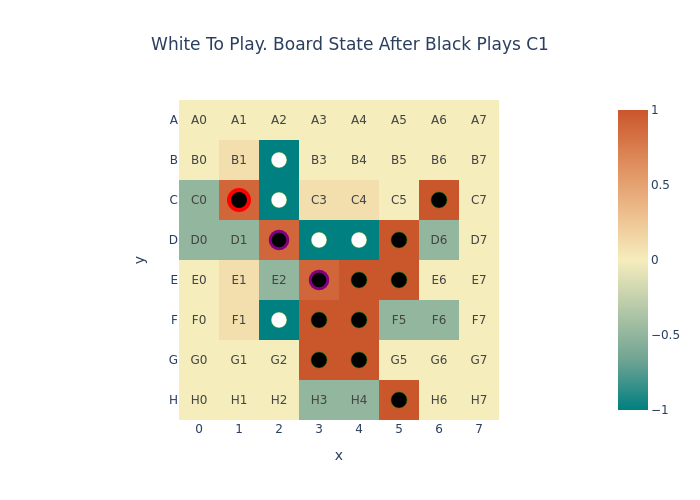 White To Play. Board State After Black Plays C1
A A0 A1 A2 A3 A4 A5 A6 A7
B B0 B1 B3 B4 B5 B6 B7
C C0 C3 C4 C5 C7
D D0 D1 D6 D7
E E0 E1 E2 E6 E7
F F0 F1 F5 F6 F7
G G0 G1 G2 G5 G6 G7
H H0 H1 H2 H3 H4 H6 H7
0 1 2 3 4 5 6 7
x
y
1
0.5
0
−0.5
−1